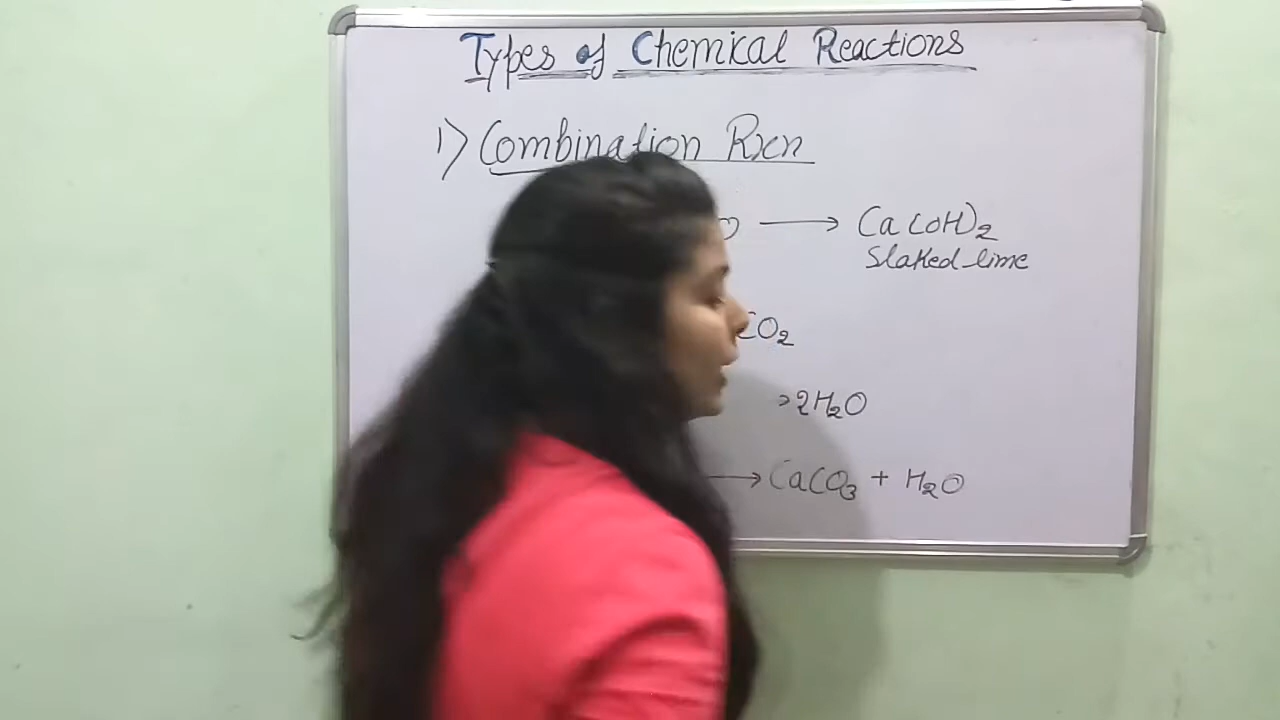 Types of Chemical Reactions
1) Combination Rxn
O → Ca(OH)2
Slaked lime
CO2
→ 2H2O
→ CaCO3 + H2O